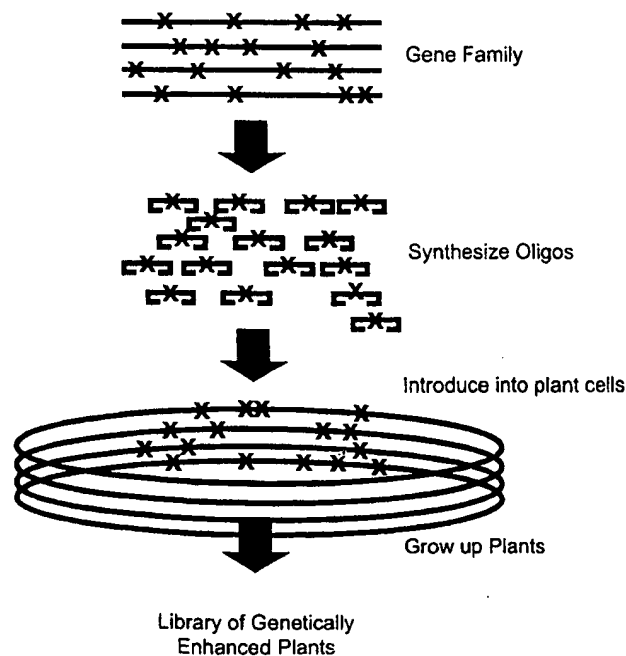 Gene Family
Synthesize Oligos
Introduce into plant cells
Grow up Plants
Library of Genetically
Enhanced Plants